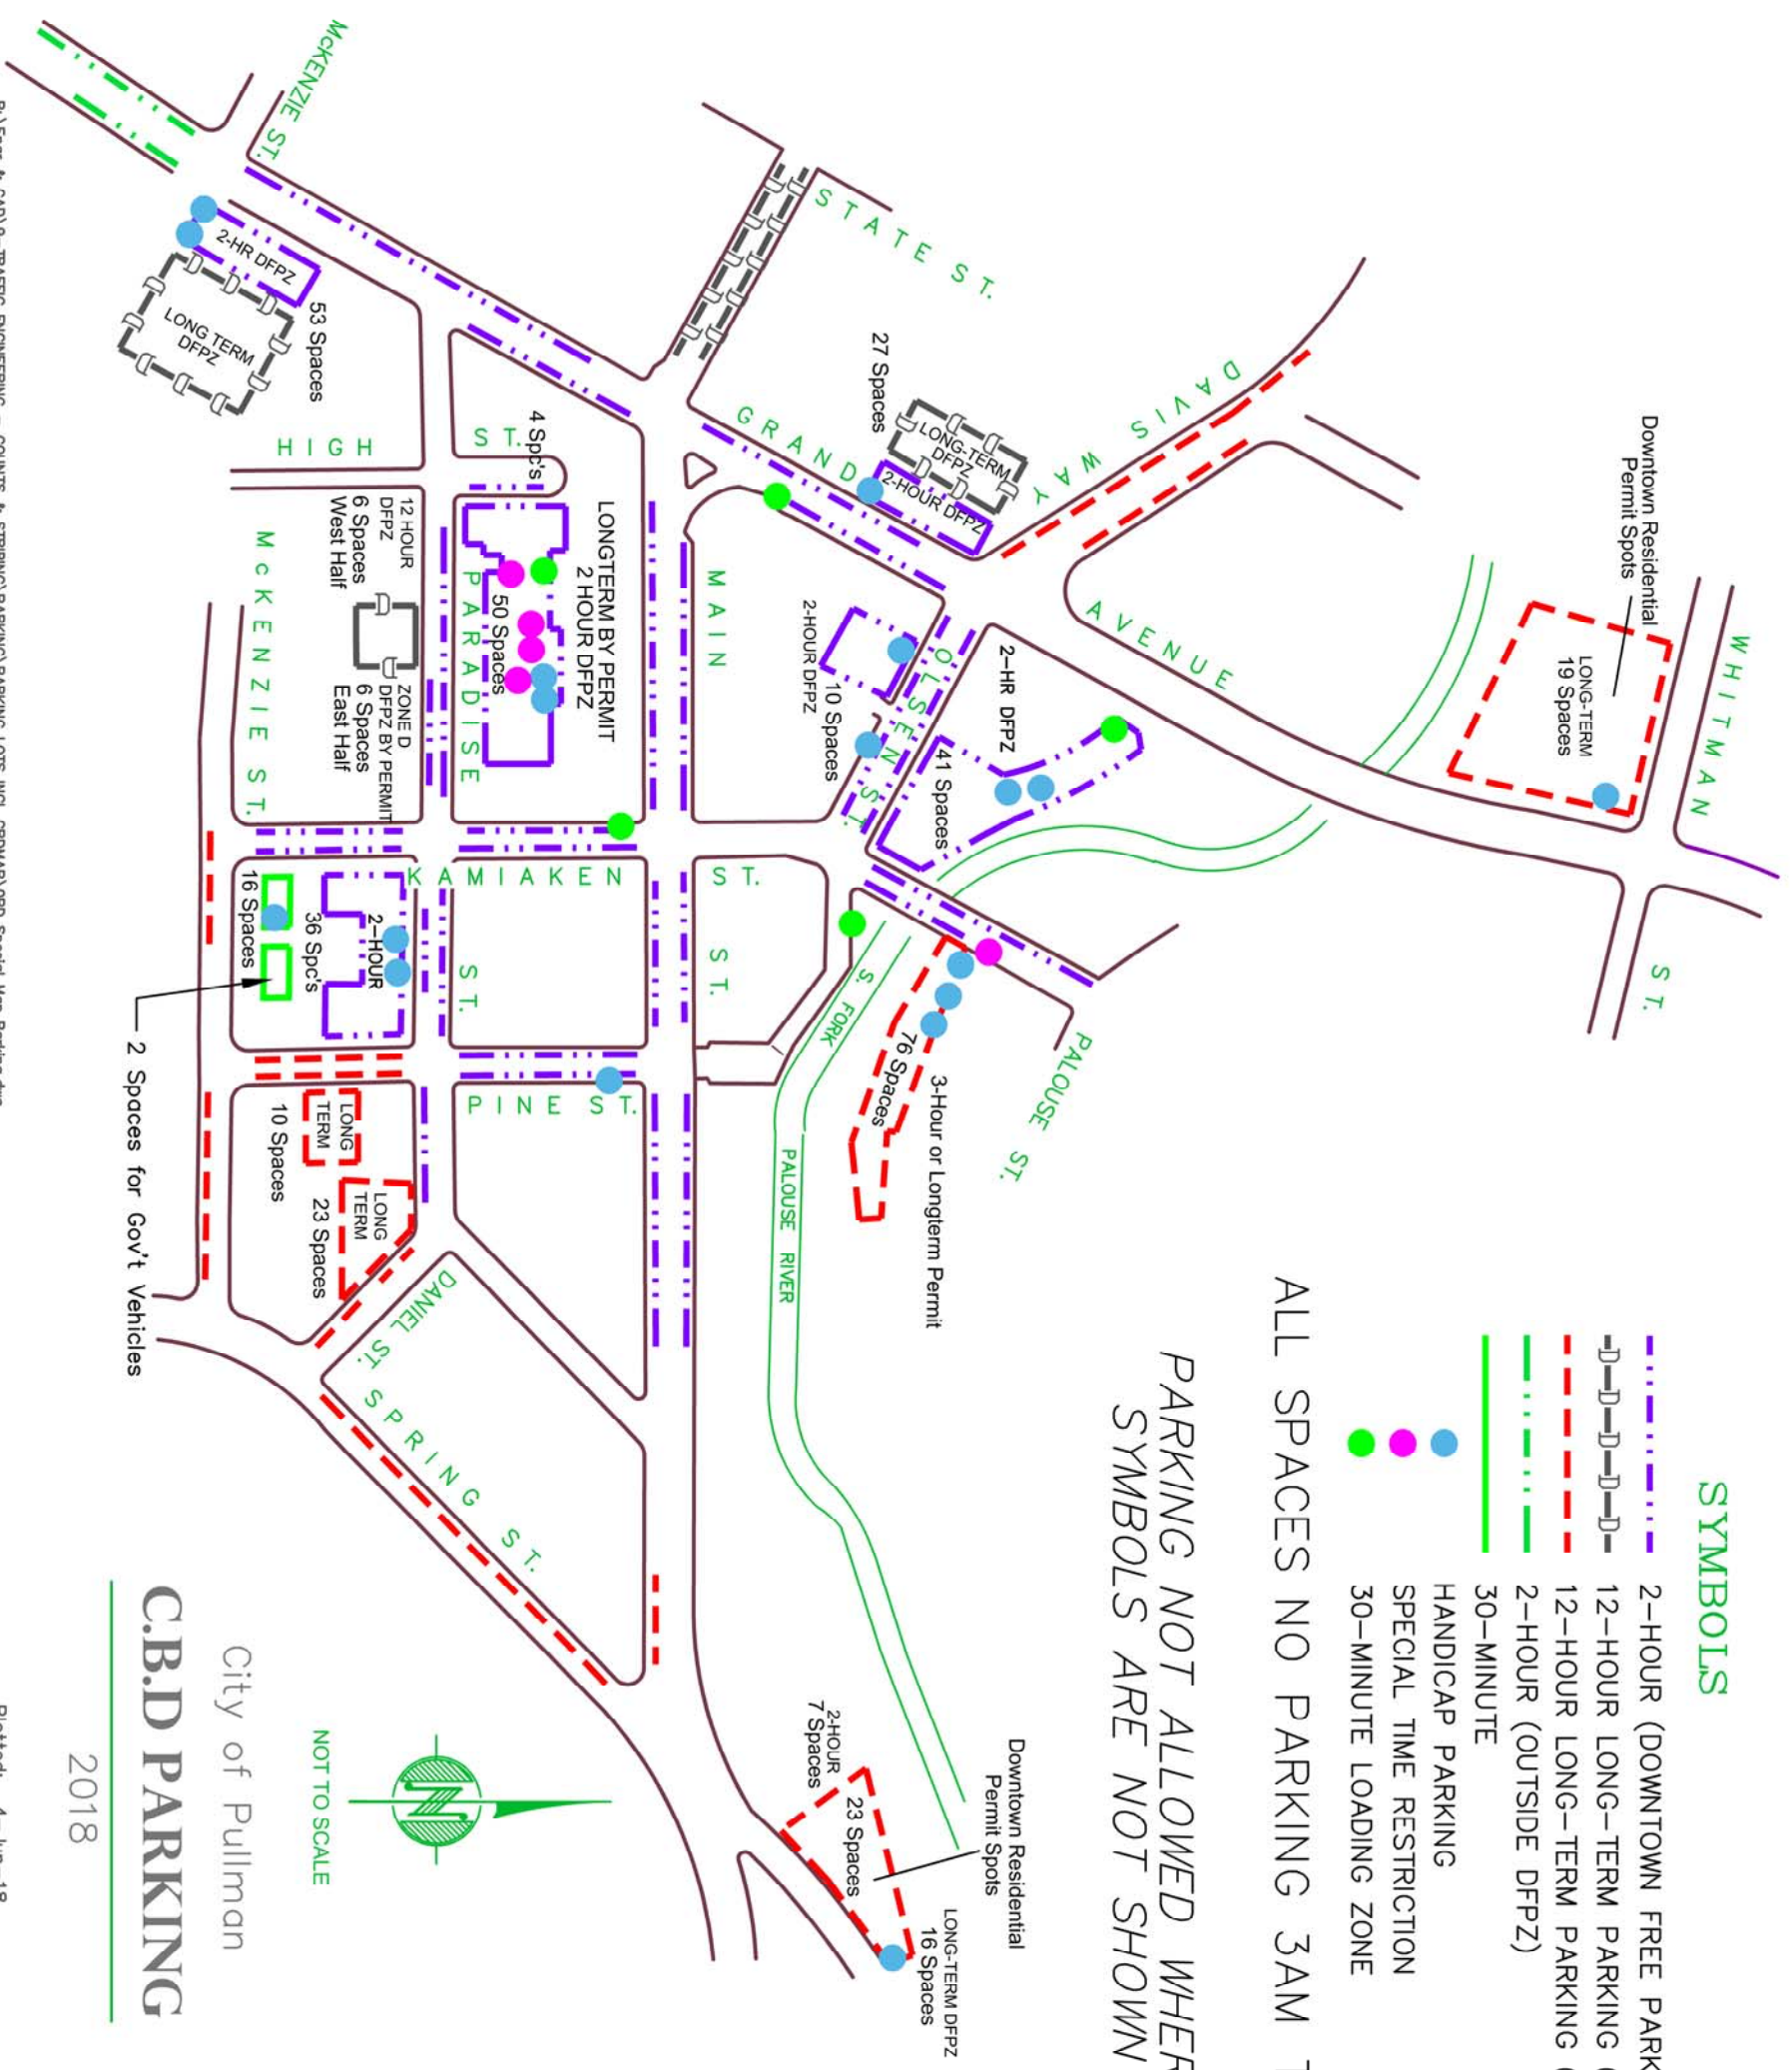 SYMBOLS
2-HOUR (DOWNTOWN FREE PARK
D D D D D 12-HOUR LONG-TERM PARKING
12-HOUR LONG-TERM PARKING
2-HOUR (OUTSIDE DFPZ)
30-MINUTE
HANDICAP PARKING
SPECIAL TIME RESTRICTION
30-MINUTE LOADING ZONE
ALL SPACES NO PARKING 3AM T
PARKING NOT ALLOWED WHER
SYMBOLS ARE NOT SHOWN
WHITMAN ST.
Downtown Residential
Permit Spots
LONG-TERM
19 Spaces
DAVIS WAY
STATE ST.
GRAND AVENUE
27 Spaces
LONG-TERM
DFPZ
2-HOUR DFPZ
2-HR DFPZ
41 Spaces
OLSEN ST.
2-HOUR DFPZ
10 Spaces
PALOUSE ST.
3-Hour or Longterm Permit
76 Spaces
S. FORK
PALOUSE RIVER
MAIN ST.
McKENZIE ST.
2-HR DFPZ
53 Spaces
LONG TERM
DFPZ
HIGH ST.
4 Spc's
LONGTERM BY PERMIT
2 HOUR DFPZ
50 Spaces
PARADISE ST.
12 HOUR
DFPZ
6 Spaces
West Half
ZONE D
DFPZ BY PERMIT
6 Spaces
East Half
McKENZIE ST.
KAMIAKEN ST.
2-HOUR
36 Spc's
16 Spaces
2 Spaces for Gov't Vehicles
PINE ST.
LONG
TERM
10 Spaces
LONG
TERM
23 Spaces
DANIEL ST.
SPRING ST.
Downtown Residential
Permit Spots
2-HOUR
7 Spaces
23 Spaces
LONG-TERM DFPZ
16 Spaces
N
NOT TO SCALE
City of Pullman
C.B.D PARKING
2018